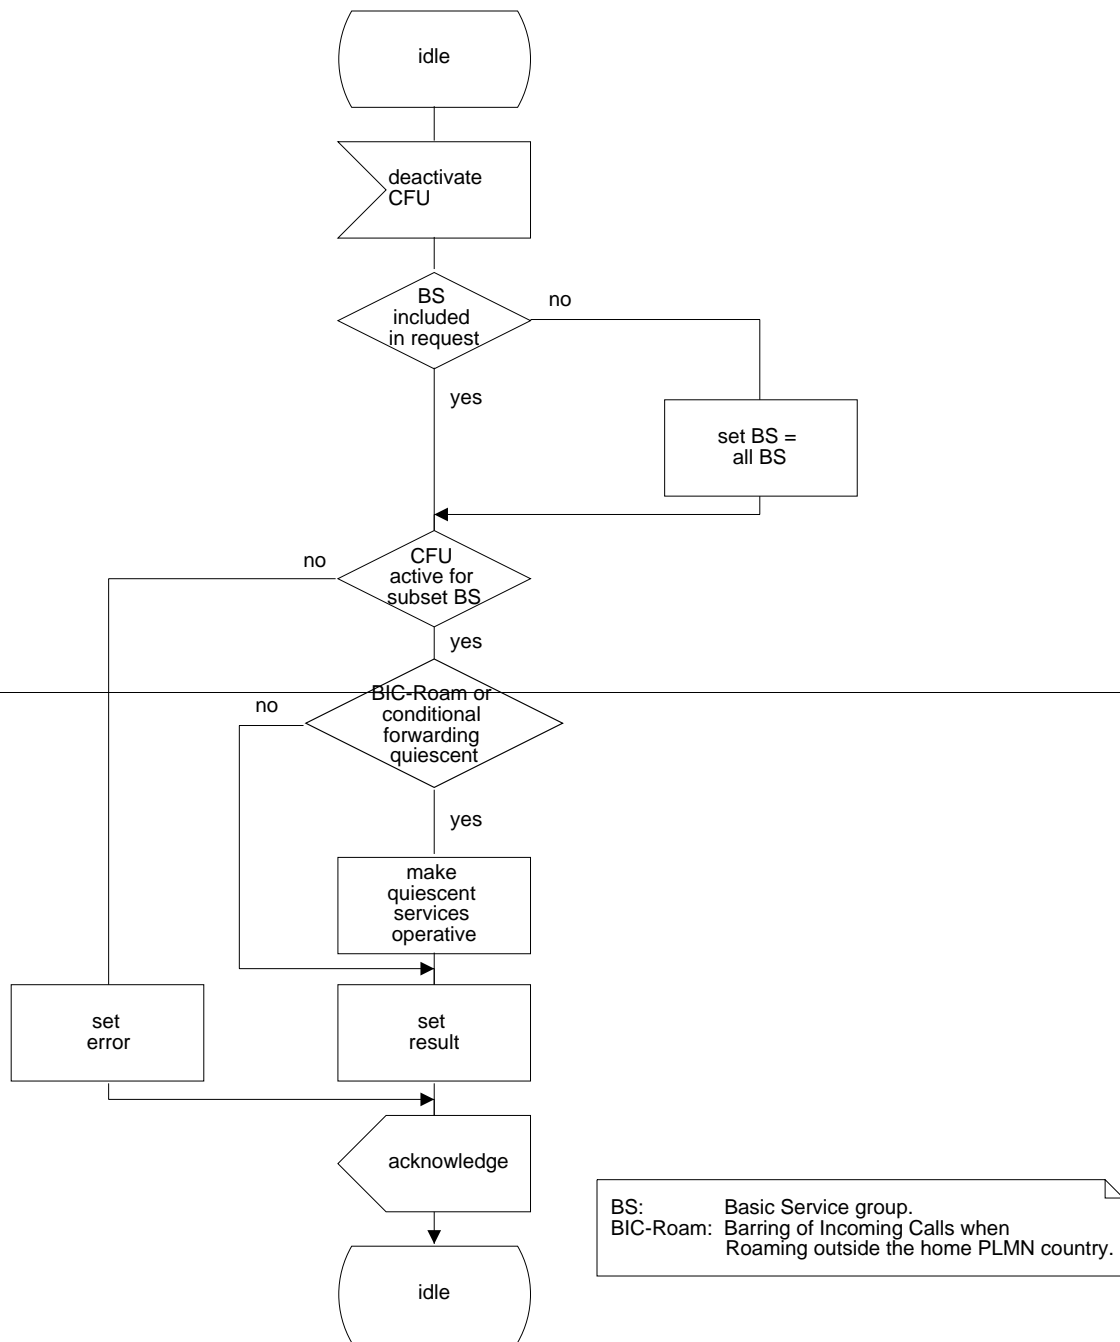 idle
deactivate
CFU
BS
included
in request
no
yes
set BS =
all BS
no
CFU
active for
subset BS
yes
no
BIC-Roam or
conditional
forwarding
quiescent
yes
make
quiescent
services
operative
set
error
set
result
acknowledge
BS: Basic Service group.
BIC-Roam: Barring of Incoming Calls when
Roaming outside the home PLMN country.
idle